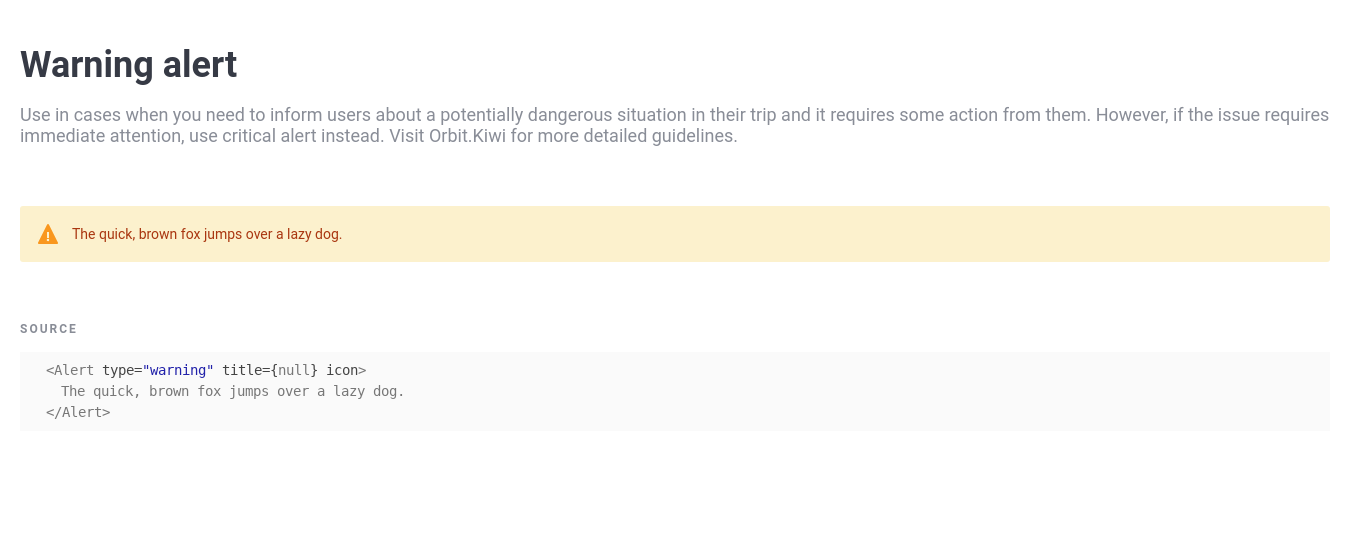 Warning alert
Use in cases when you need to inform users about a potentially dangerous situation in their trip and it requires some action from them. However, if the issue requires
immediate attention, use critical alert instead. Visit Orbit.Kiwi for more detailed guidelines.
The quick, brown fox jumps over a lazy dog.
SOURCE
<Alert type="warning" title={null} icon>
  The quick, brown fox jumps over a lazy dog.
</Alert>